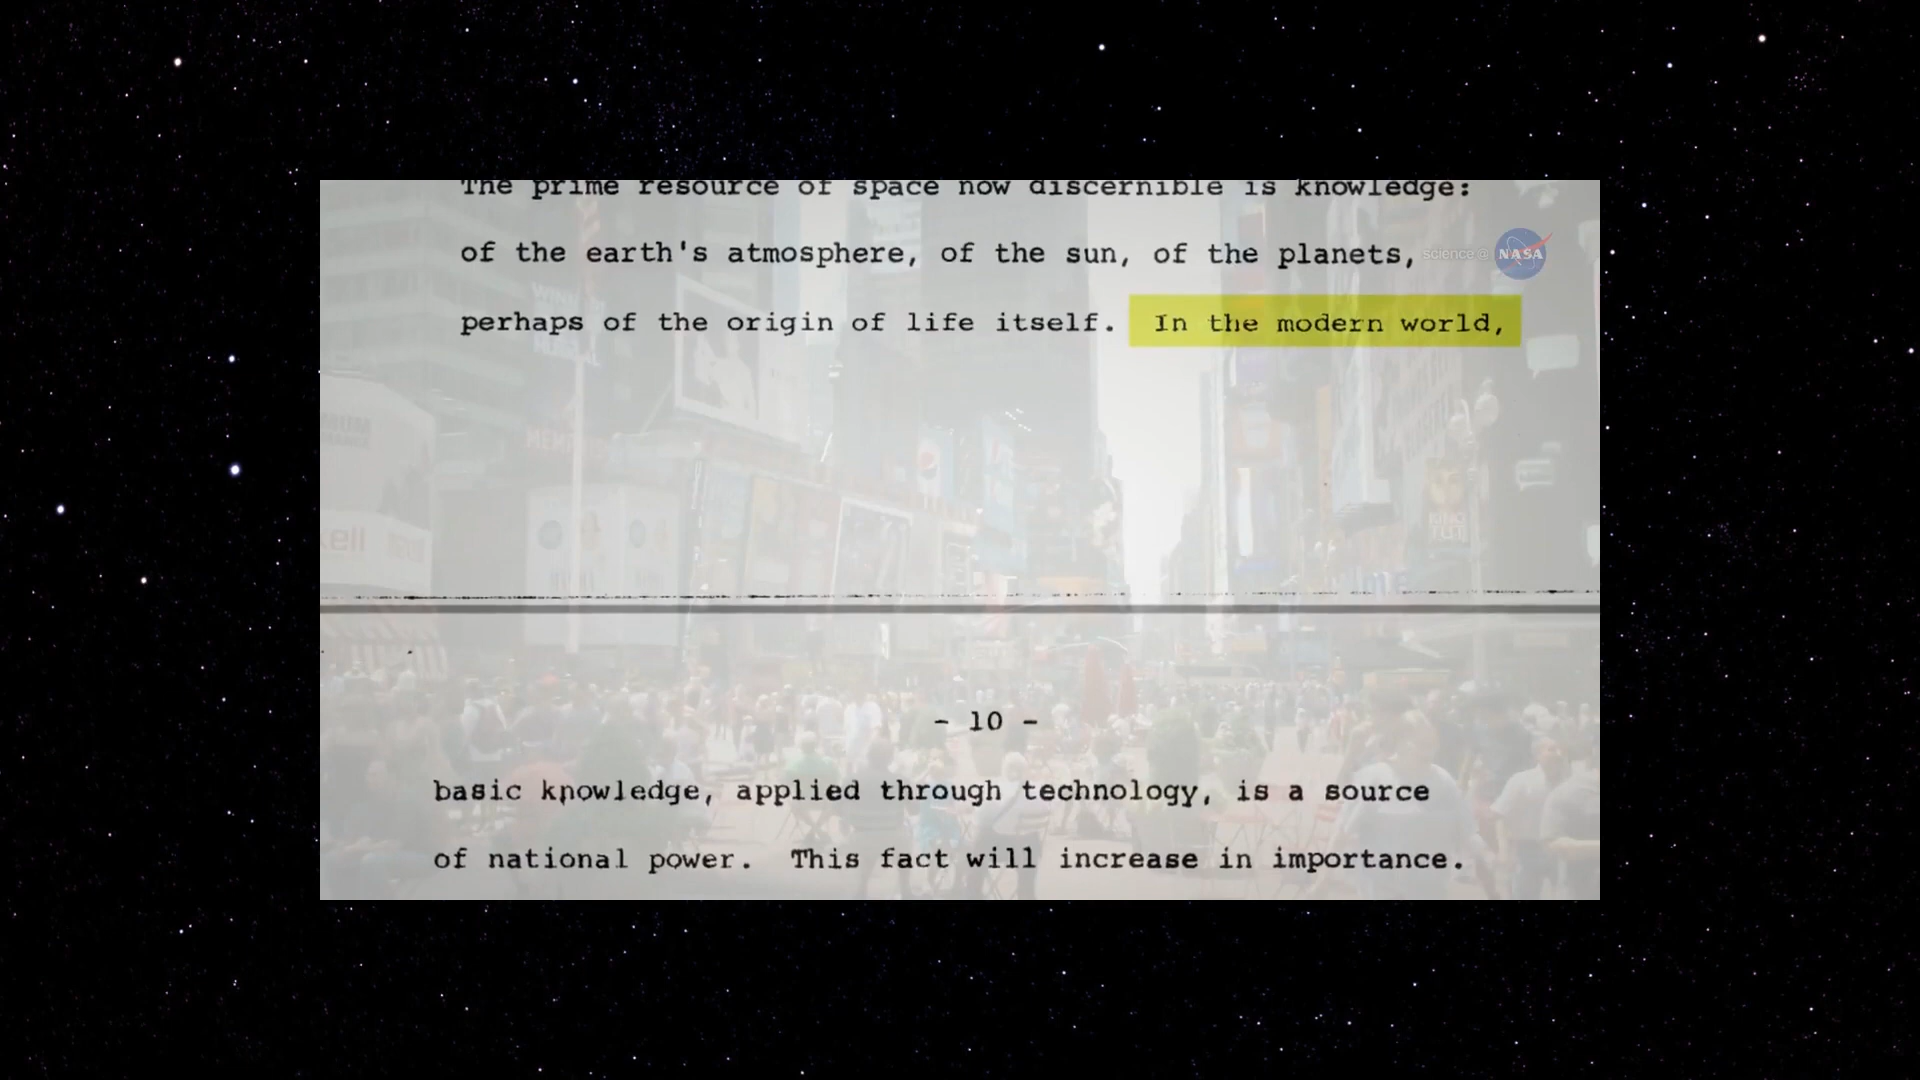 The prime resource of space now discernible is knowledge:
of the earth's atmosphere, of the sun, of the planets,
science @ NASA
perhaps of the origin of life itself. In the modern world,
- 10 -
basic knowledge, applied through technology, is a source
of national power. This fact will increase in importance.